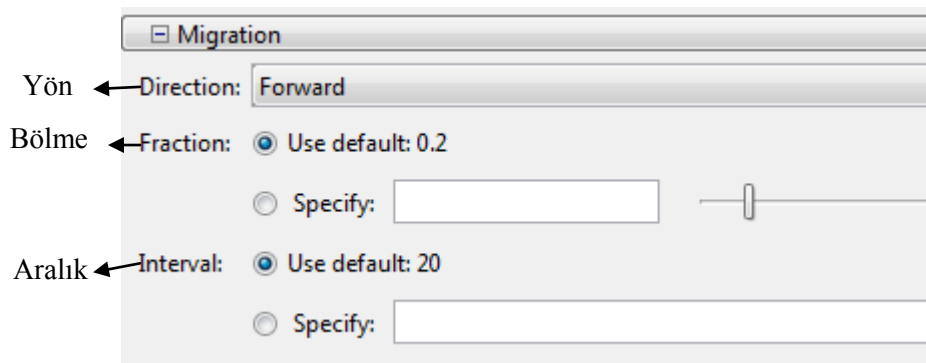 Migration
Yön Direction: Forward
Bölme Fraction: Use default: 0.2
Specify:
Aralık Interval: Use default: 20
Specify: